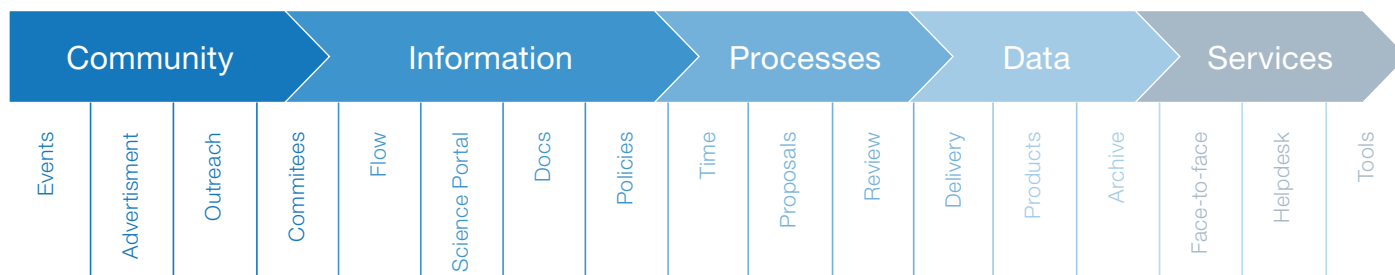 Community
Information
Processes
Data
Services
Events
Advertisment
Outreach
Commitees
Flow
Science Portal
Docs
Policies
Time
Proposals
Review
Delivery
Products
Archive
Face-to-face
Helpdesk
Tools